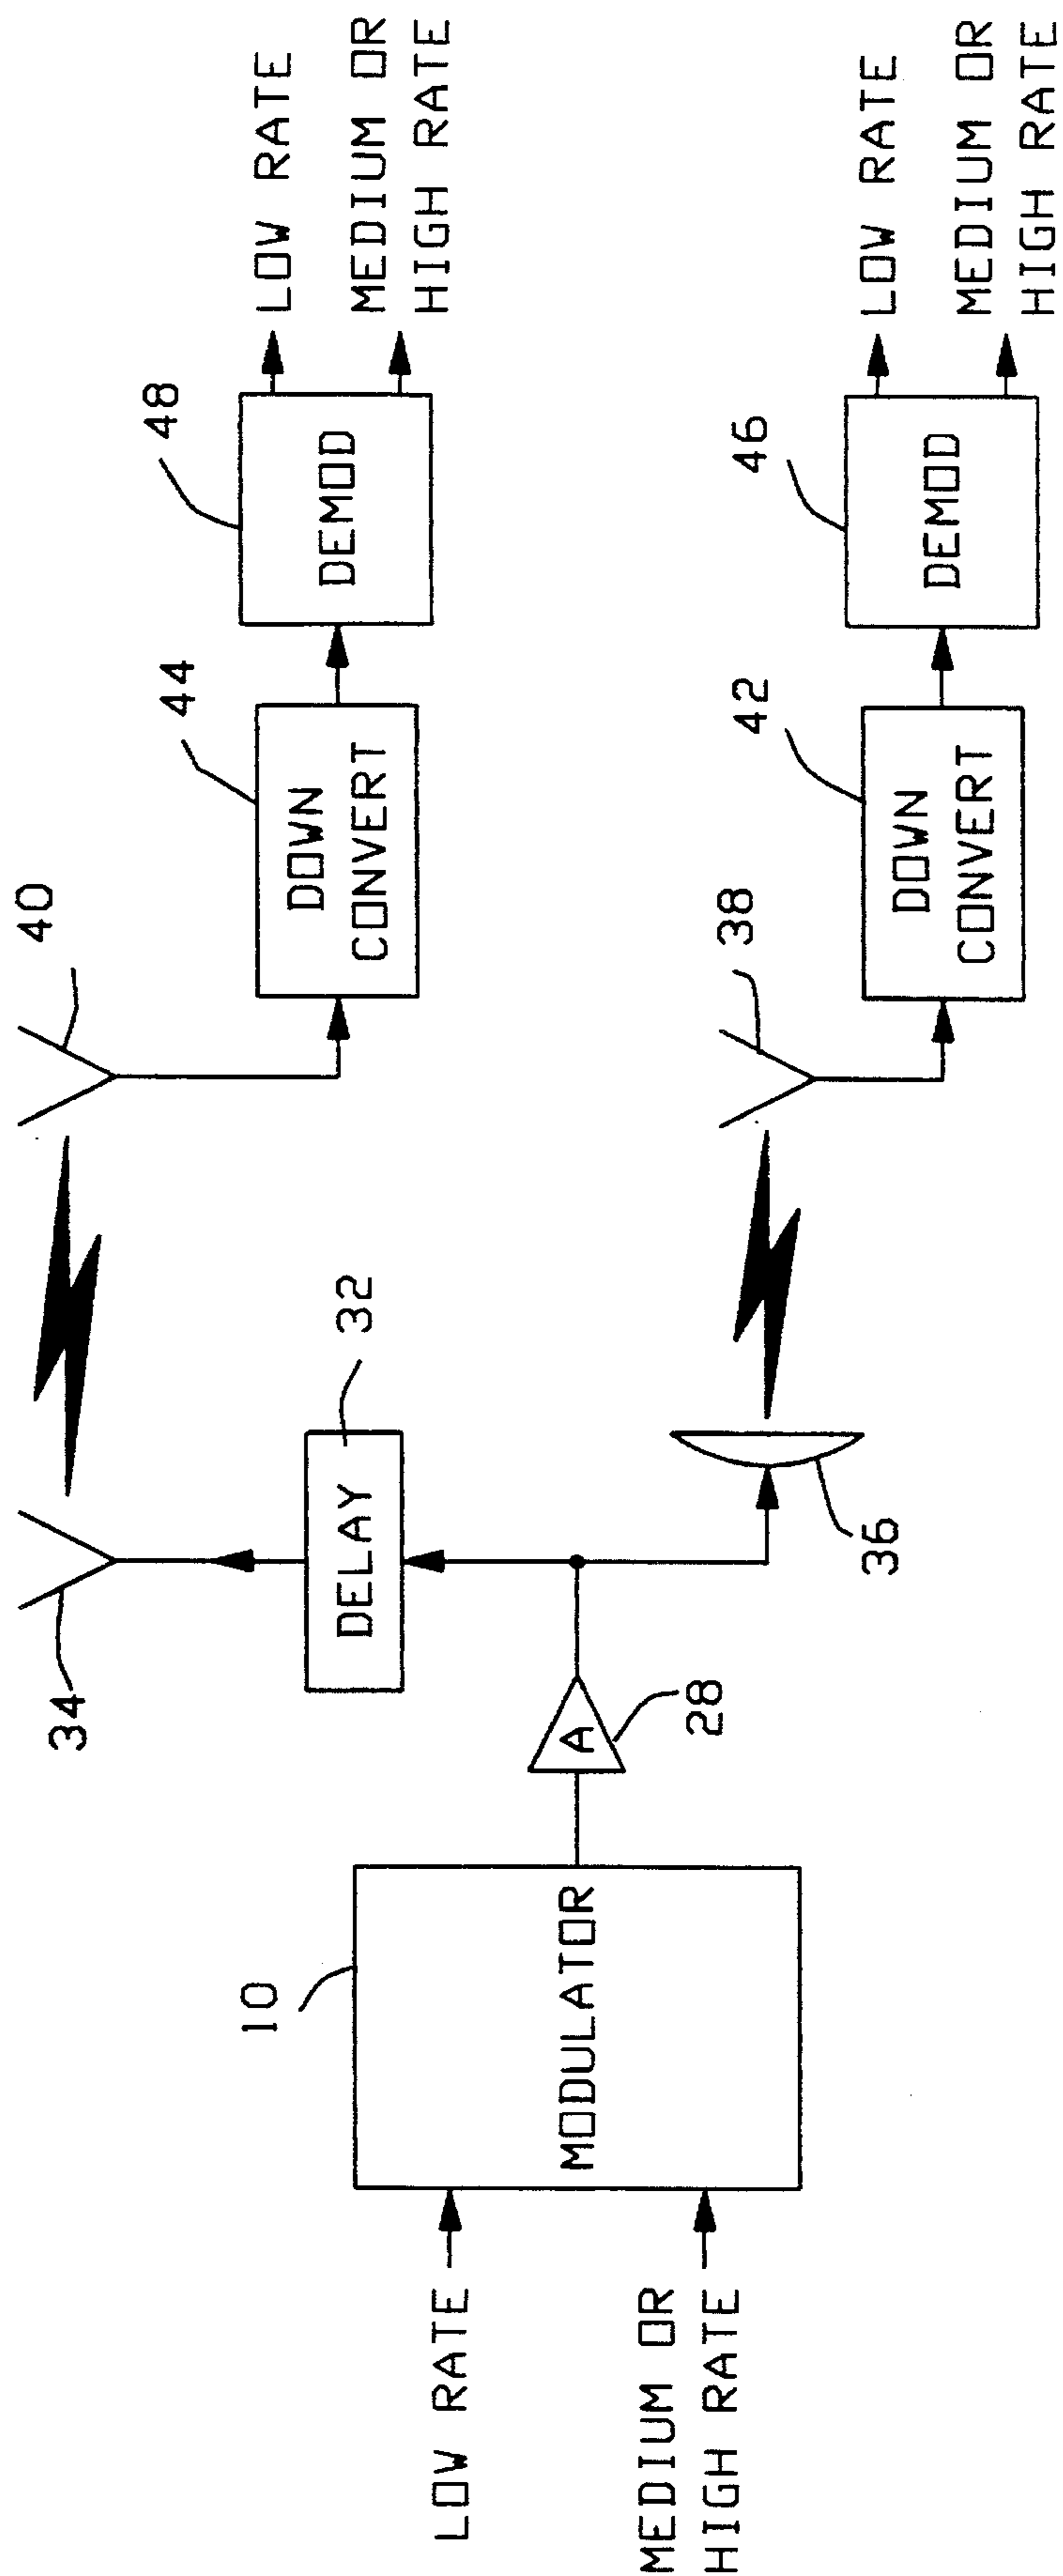 LOW RATE
MEDIUM OR
HIGH RATE
10
MODULATOR
A
28
34
DELAY
32
36
40
44
DOWN
CONVERT
48
DEMOD
LOW RATE
MEDIUM OR
HIGH RATE
38
42
DOWN
CONVERT
46
DEMOD
LOW RATE
MEDIUM OR
HIGH RATE